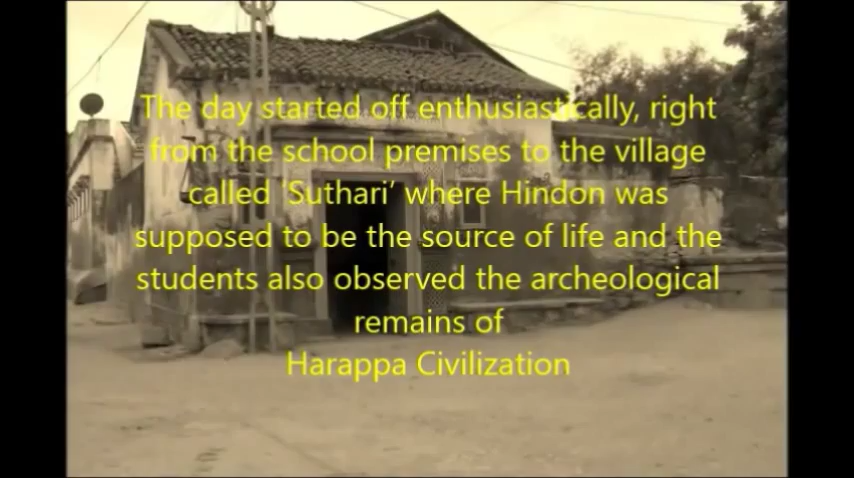 The day started off enthusiastically, right
from the school premises to the village
called ‘Suthari’ where Hindon was
supposed to be the source of life and the
students also observed the archeological
remains of
Harappa Civilization